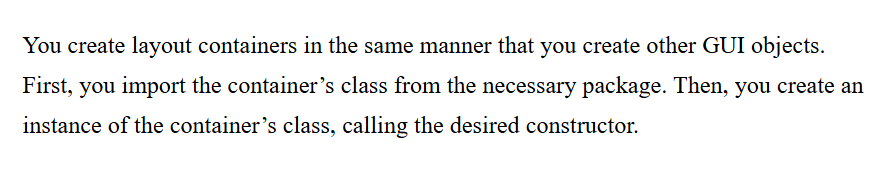 You create layout containers in the same manner that you create other GUI objects.
First, you import the container’s class from the necessary package. Then, you create an
instance of the container’s class, calling the desired constructor.